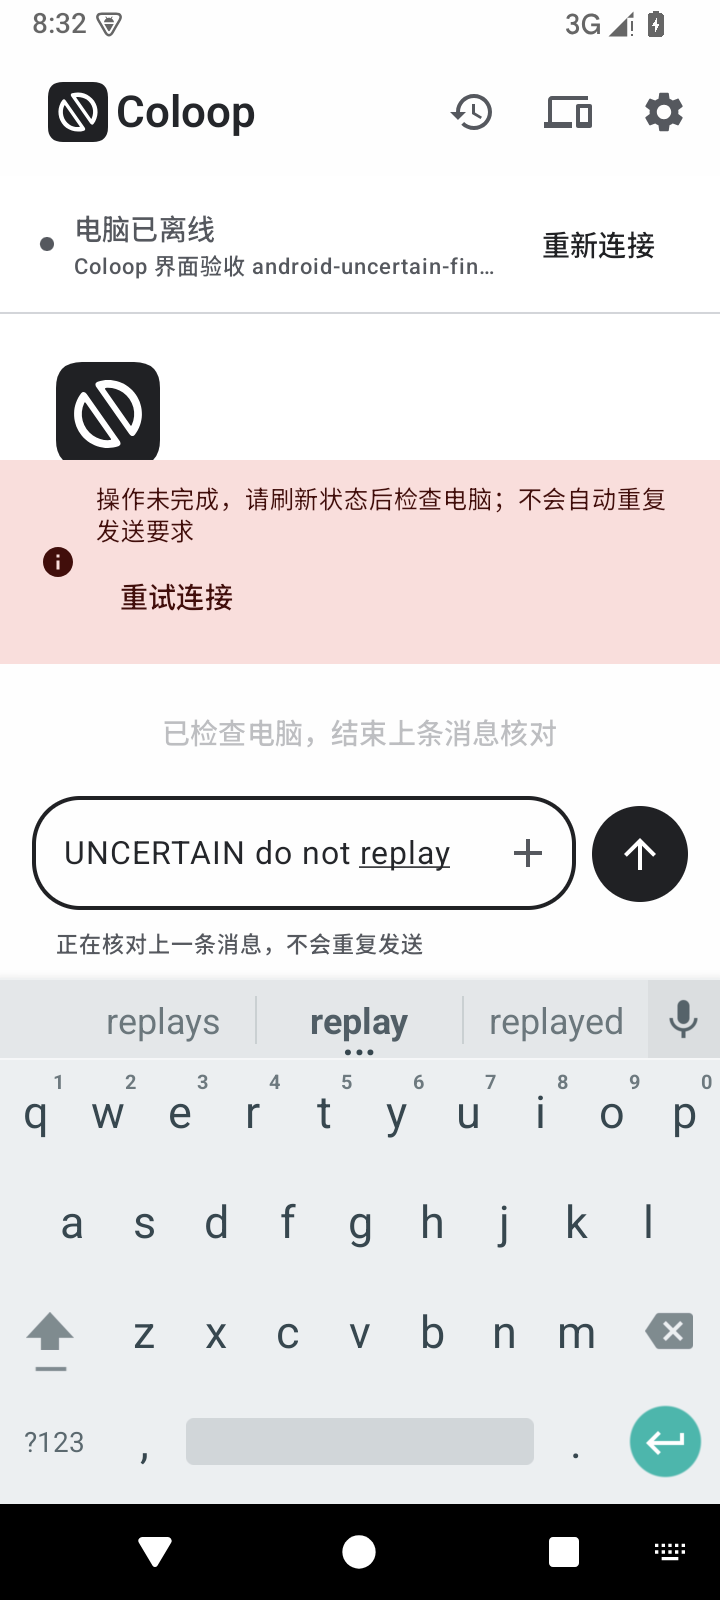 8:32
3G
Coloop
电脑已离线
Coloop 界面验收 android-uncertain-fin…
重新连接
操作未完成，请刷新状态后检查电脑；不会自动重复
发送要求
重试连接
已检查电脑，结束上条消息核对
UNCERTAIN do not replay
正在核对上一条消息，不会重复发送
replays replay replayed
1 2 3 4 5 6 7 8 9 0
q w e r t y u i o p
a s d f g h j k l
z x c v b n m
?123 , .